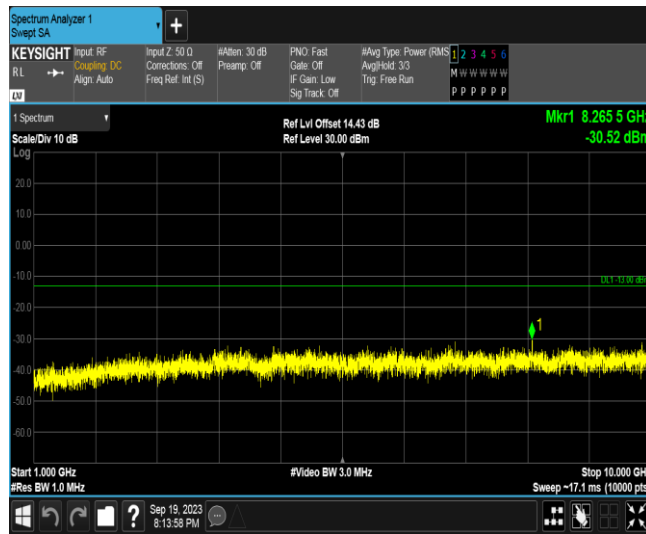 Spectrum Analyzer 1
Swept SA
+
KEYSIGHT
RL
LXI
Input: RF
Coupling: DC
Align: Auto
Input Z: 50 Ω
Corrections: Off
Freq Ref: Int (S)
#Atten: 30 dB
Preamp: Off
PNO: Fast
Gate: Off
IF Gain: Low
Sig Track: Off
#Avg Type: Power (RMS
Avg|Hold: 3/3
Trig: Free Run
1 2 3 4 5 6
M W W W W W
P P P P P P
1 Spectrum
Scale/Div 10 dB
Log
Ref Lvl Offset 14.43 dB
Ref Level 30.00 dBm
Mkr1 8.265 5 GHz
-30.52 dBm
20.0
10.0
0.00
-10.0
DL1 -13.00 dBm
-20.0
-30.0
1
-40.0
-50.0
-60.0
Start 1.000 GHz
#Res BW 1.0 MHz
#Video BW 3.0 MHz
Stop 10.000 GH
Sweep ~17.1 ms (10000 pts
?
Sep 19, 2023
8:13:58 PM